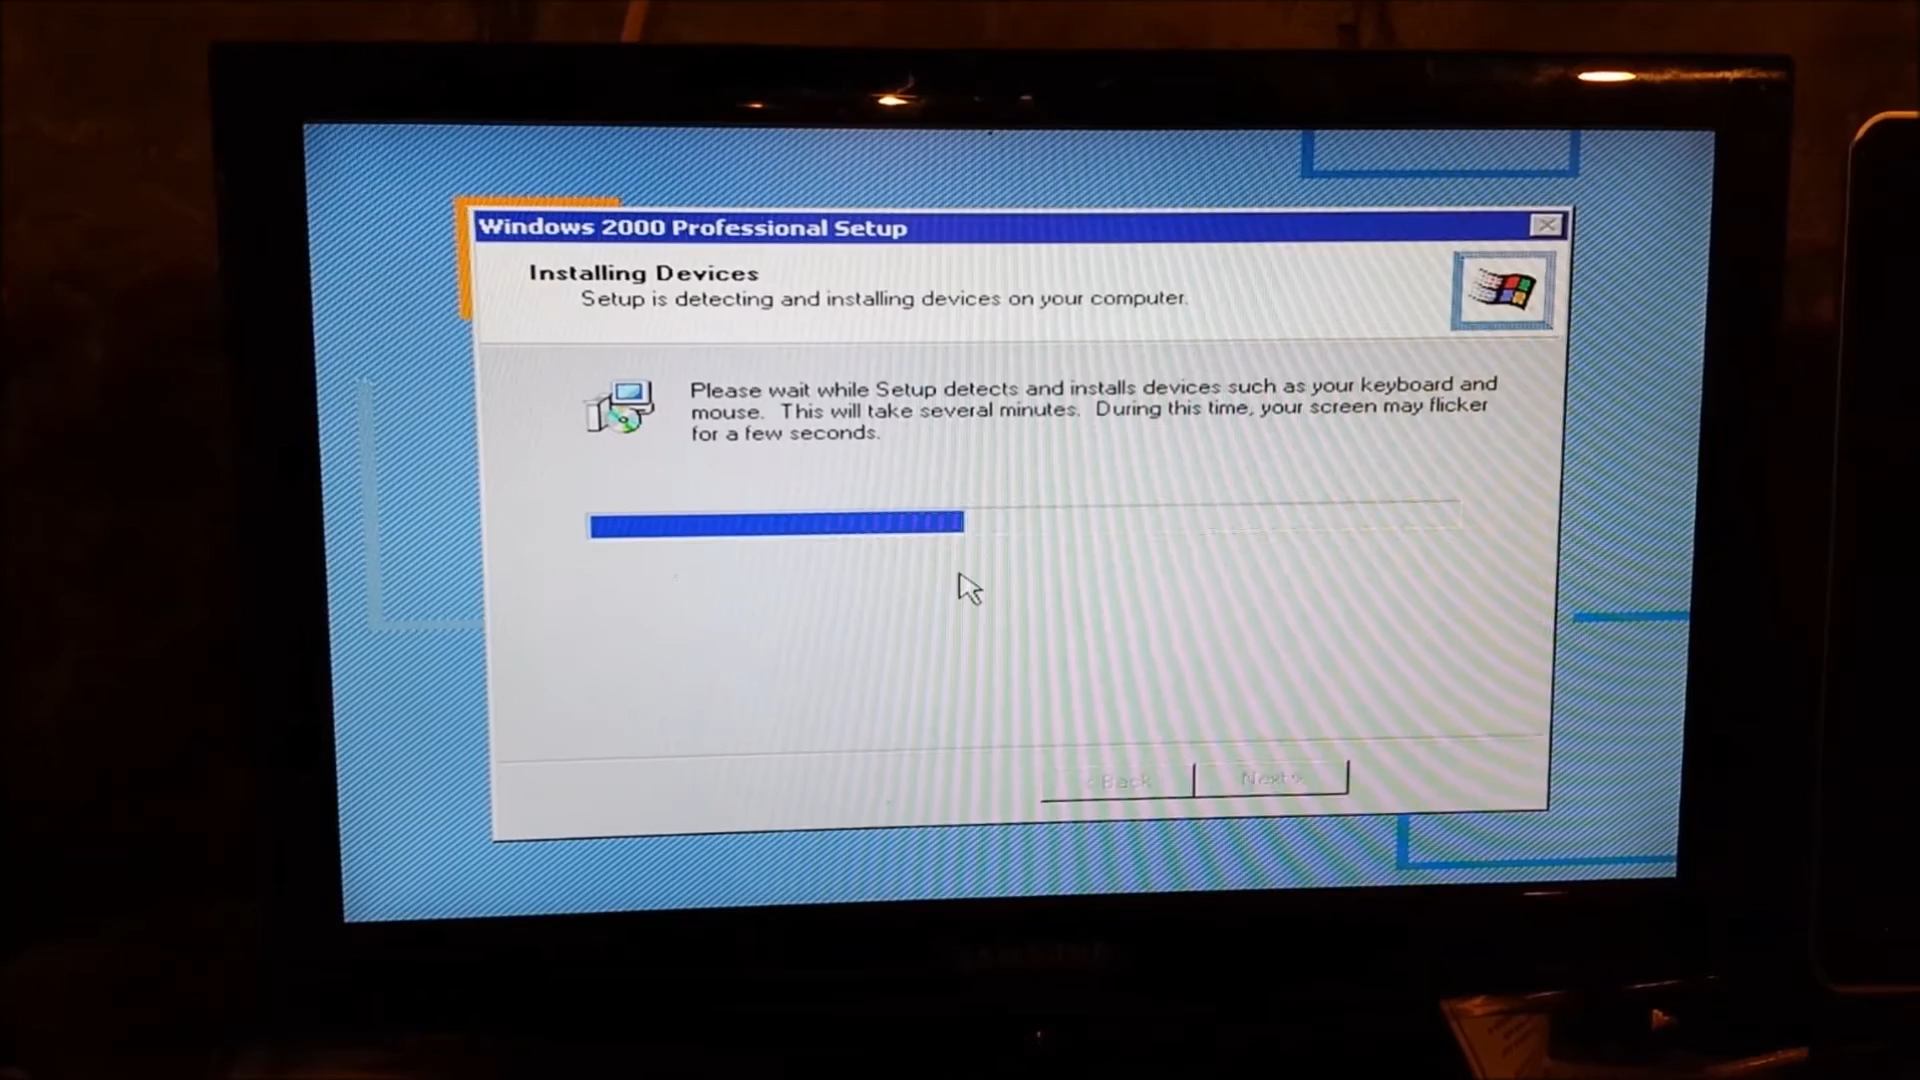 Windows 2000 Professional Setup
Installing Devices
Setup is detecting and installing devices on your computer.
Please wait while Setup detects and installs devices such as your keyboard and
mouse. This will take several minutes. During this time, your screen may flicker
for a few seconds.
< Back
Next >